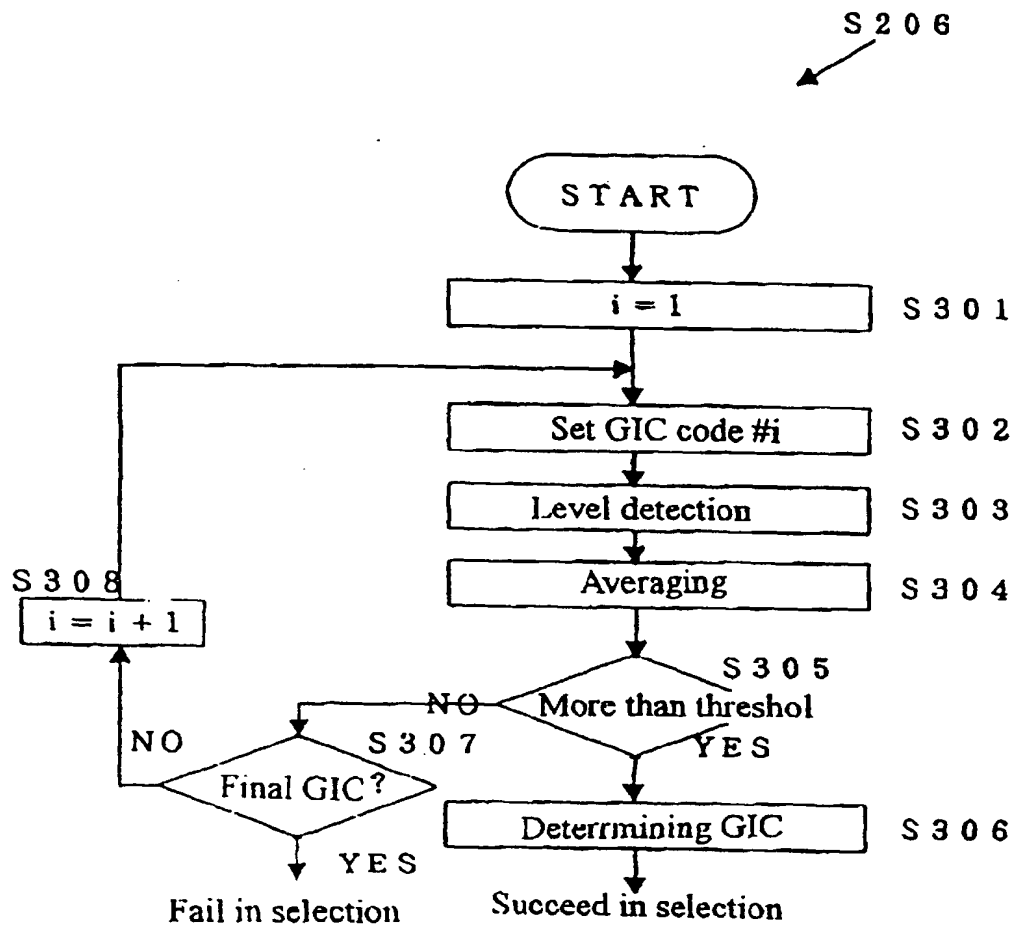 S206
START
i = 1
S301
Set GIC code #i
S302
Level detection
S303
Averaging
S304
S308
i = i + 1
S305
More than threshol
NO
YES
S307
NO
Final GIC?
YES
Deterrmining GIC
S306
Fail in selection
Succeed in selection